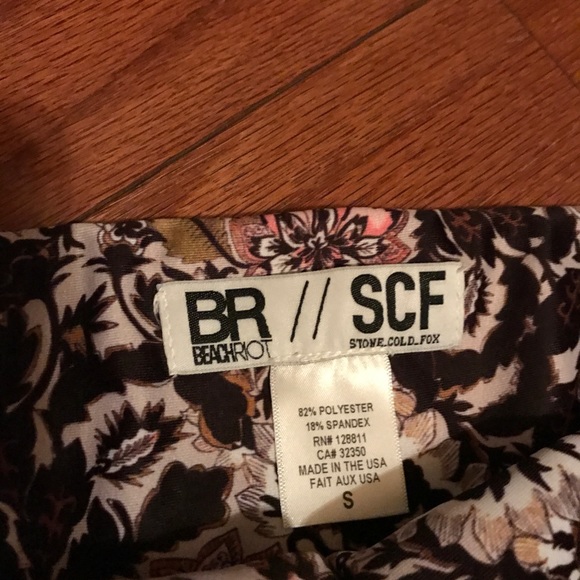 BR // SCF
BEACHRIOT STONE_COLD_FOX
82% POLYESTER
18% SPANDEX
RN# 128811
CA# 32350
MADE IN THE USA
FAIT AUX USA
S